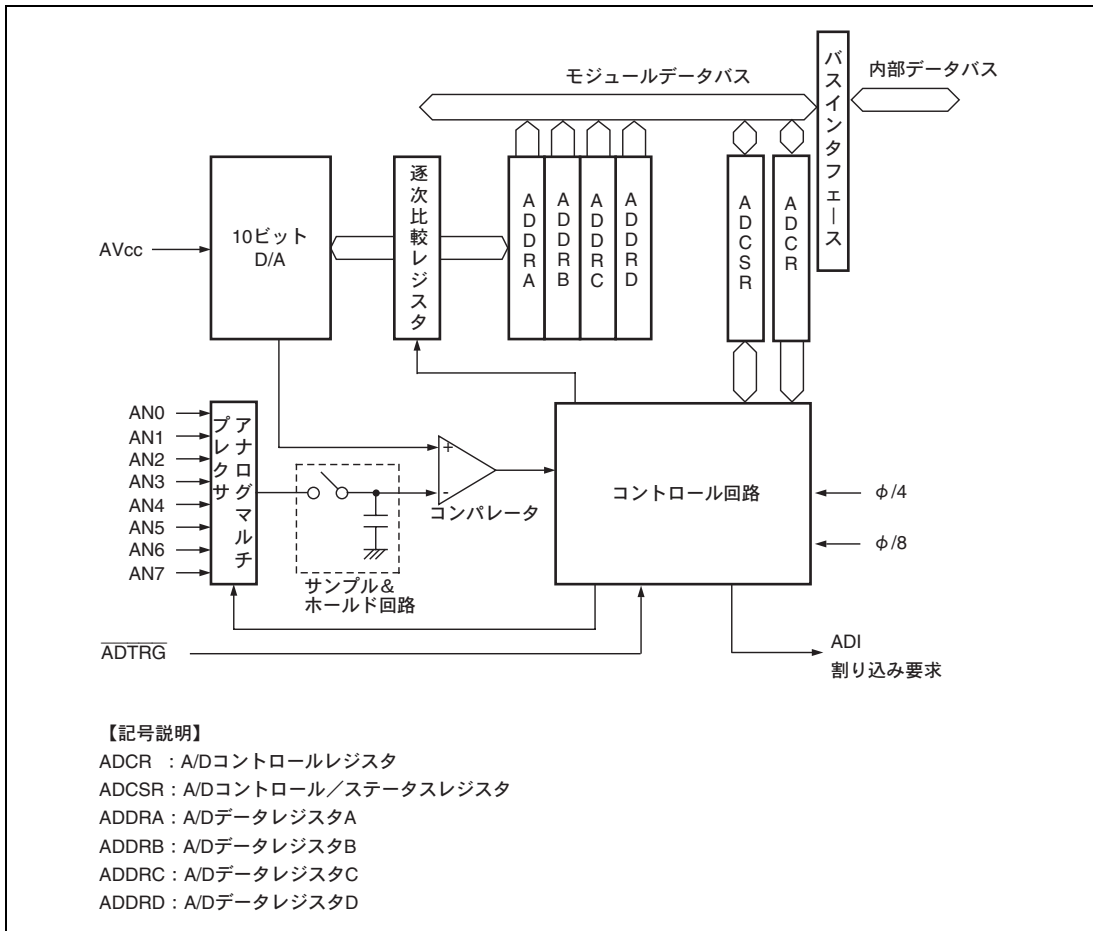 モジュールデータバス
バスインタフェース
内部データバス
AVcc
10ビット
D/A
逐次比較レジスタ
ADDRA
ADDRB
ADDRC
ADDRD
ADCSR
ADCR
AN0
AN1
AN2
AN3
AN4
AN5
AN6
AN7
アナログマルチ
プレクサ
+
-
コンパレータ
サンプル&
ホールド回路
コントロール回路
φ/4
φ/8
ADTRG
ADI
割り込み要求
【記号説明】
ADCR :A/Dコントロールレジスタ
ADCSR:A/Dコントロール/ステータスレジスタ
ADDRA:A/DデータレジスタA
ADDRB:A/DデータレジスタB
ADDRC:A/DデータレジスタC
ADDRD:A/DデータレジスタD